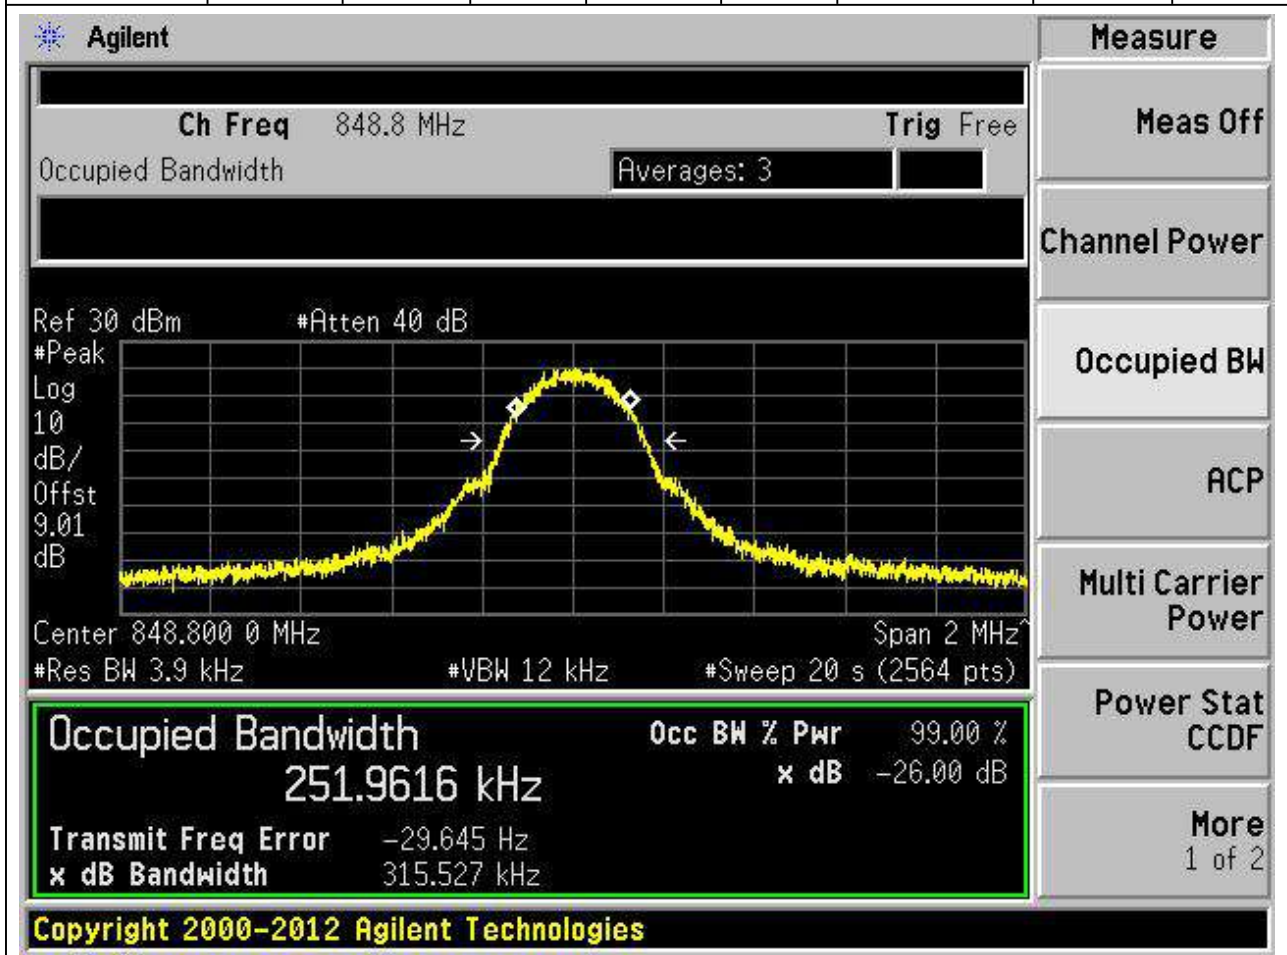 Agilent
Measure
Ch Freq 848.8 MHz Trig Free
Meas Off
Occupied Bandwidth Averages: 3
Channel Power
Ref 30 dBm #Atten 40 dB
#Peak
Log
10
dB/
Offst
9.01
dB
Occupied BW
ACP
Multi Carrier
Power
Center 848.800 0 MHz Span 2 MHz^
#Res BW 3.9 kHz #VBW 12 kHz #Sweep 20 s (2564 pts)
Power Stat
CCDF
Occupied Bandwidth Occ BW % Pwr 99.00 %
251.9616 kHz x dB -26.00 dB
Transmit Freq Error -29.645 Hz
x dB Bandwidth 315.527 kHz
More
1 of 2
Copyright 2000-2012 Agilent Technologies